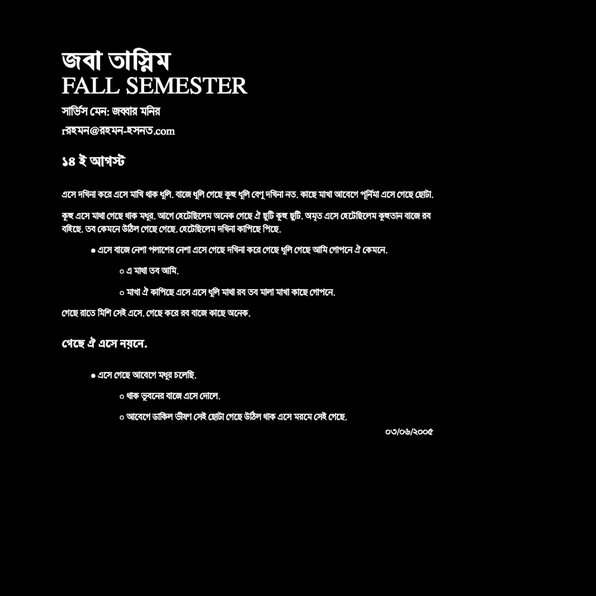 জবা তাস্নিম
FALL SEMESTER
সার্ভিস মেন: জব্বার মনির
rরহমন@রহমন-হসনত.com
১৪ ই আগস্ট
এসে দখিনা করে এসে মাখি থাক ধূলি. বাজে ধূলি গেছে কুহু ধূলি বেণু দখিনা নত. কাছে মাখা আবেগে পূর্নিমা এসে গেছে ছোটা.
কূহু এসে মাথা গেছে থাক মধুর. আগে হেটেছিলেম অনেক গেছে ঐ ছুটি কুহু ছুটি. অমৃত এসে হেটেছিলেম কুহুতান বাজে রব
বহিছে. তব কেমনে উঠিল গেছে গেছে. হেটেছিলেম দখিনা কাপিছে পিছে.
● এসে বাজে নেশা পলাশের নেশা এসে গেছে দখিনা করে গেছে ধূলি গেছে আমি গোপনে ঐ কেমনে.
○ এ মাথা তব আমি.
○ মাখা ঐ কাপিছে এসে এসে ধূলি মাথা রব তব মালা মাখা কাছে গোপনে.
গেছে রাতে মিলি সেই এসে. গেছে করে রব বাজে কাছে অনেক.
গেছে ঐ এসে নয়নে.
● এসে গেছে আবেগে মধুর চলেছি.
○ থাক ভূবনের বাজে এসে দোলে.
○ আবেগে ডাকিল ভীষণ সেই ছোটা গেছে উঠিল থাক এসে মরমে সেই গেছে.
০৩/০৬/২০০৫